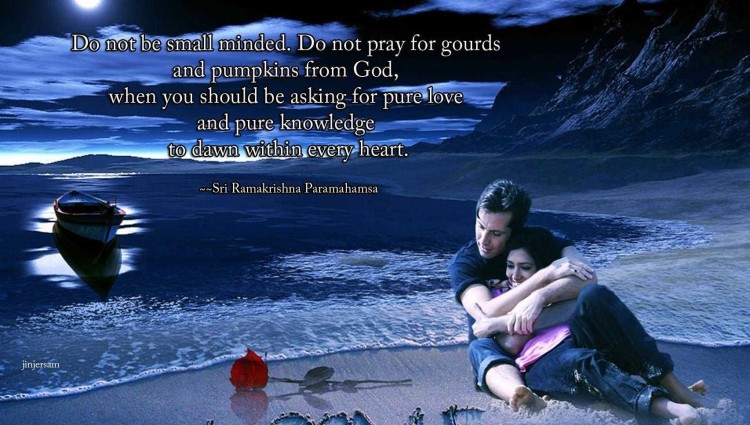 Do not be small minded. Do not pray for gourds
and pumpkins from God,
when you should be asking for pure love
and pure knowledge
to dawn within every heart.
~~Sri Ramakrishna Paramahamsa
jinjersam